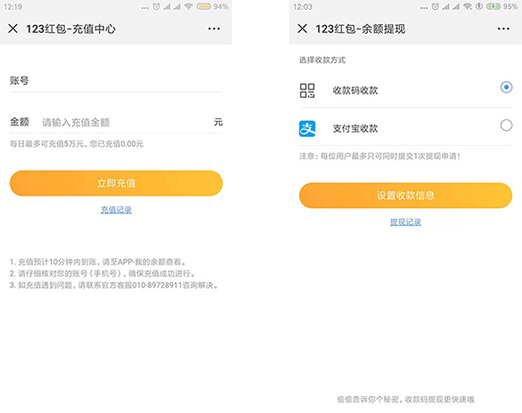 12:19
94%
123红包-充值中心
账号
金额 请输入充值金额 元
每日最多可充值5万元，您已充值0.00元
立即充值
充值记录
1. 充值预计10分钟内到账，请至APP-我的余额查看。
2. 请仔细核对您的账号(手机号)，确保充值成功进行。
3. 如充值遇到问题，请联系官方客服010-89728911咨询解决。
12:03
95%
123红包-余额提现
选择收款方式
收款码收款
支付宝收款
注意：每位用户最多只可同时提交1次提现申请！
设置收款信息
提现记录
偷偷告诉你个秘密，收款码提现更快速哦